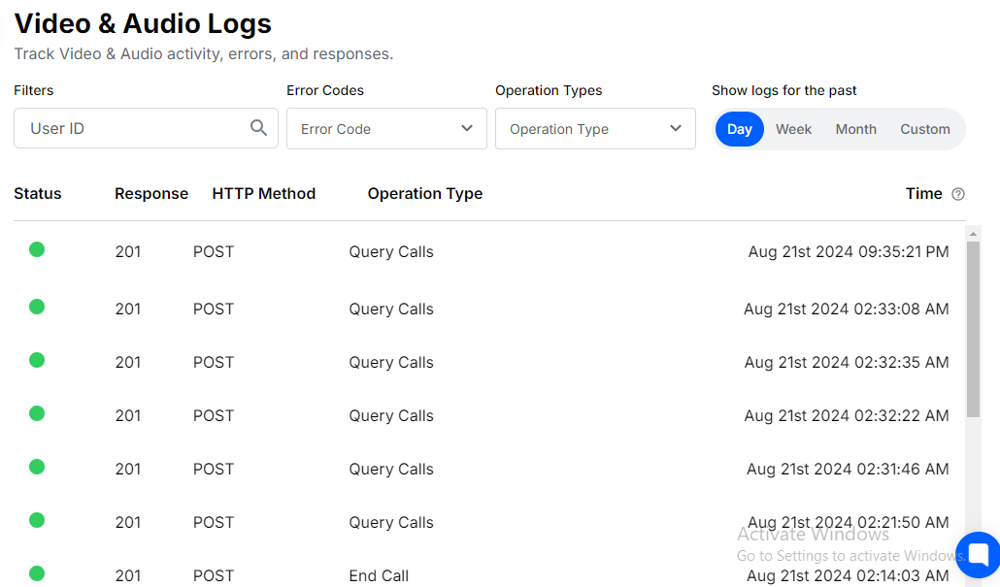 Video & Audio Logs
Track Video & Audio activity, errors, and responses.
Filters Error Codes Operation Types Show logs for the past
User ID Error Code Operation Type Day Week Month Custom
Status Response HTTP Method Operation Type Time ?
201 POST Query Calls Aug 21st 2024 09:35:21 PM
201 POST Query Calls Aug 21st 2024 02:33:08 AM
201 POST Query Calls Aug 21st 2024 02:32:35 AM
201 POST Query Calls Aug 21st 2024 02:32:22 AM
201 POST Query Calls Aug 21st 2024 02:31:46 AM
201 POST Query Calls Aug 21st 2024 02:21:50 AM
Activate Windows
Go to Settings to activate Windows.
201 POST End Call Aug 21st 2024 02:14:03 AM